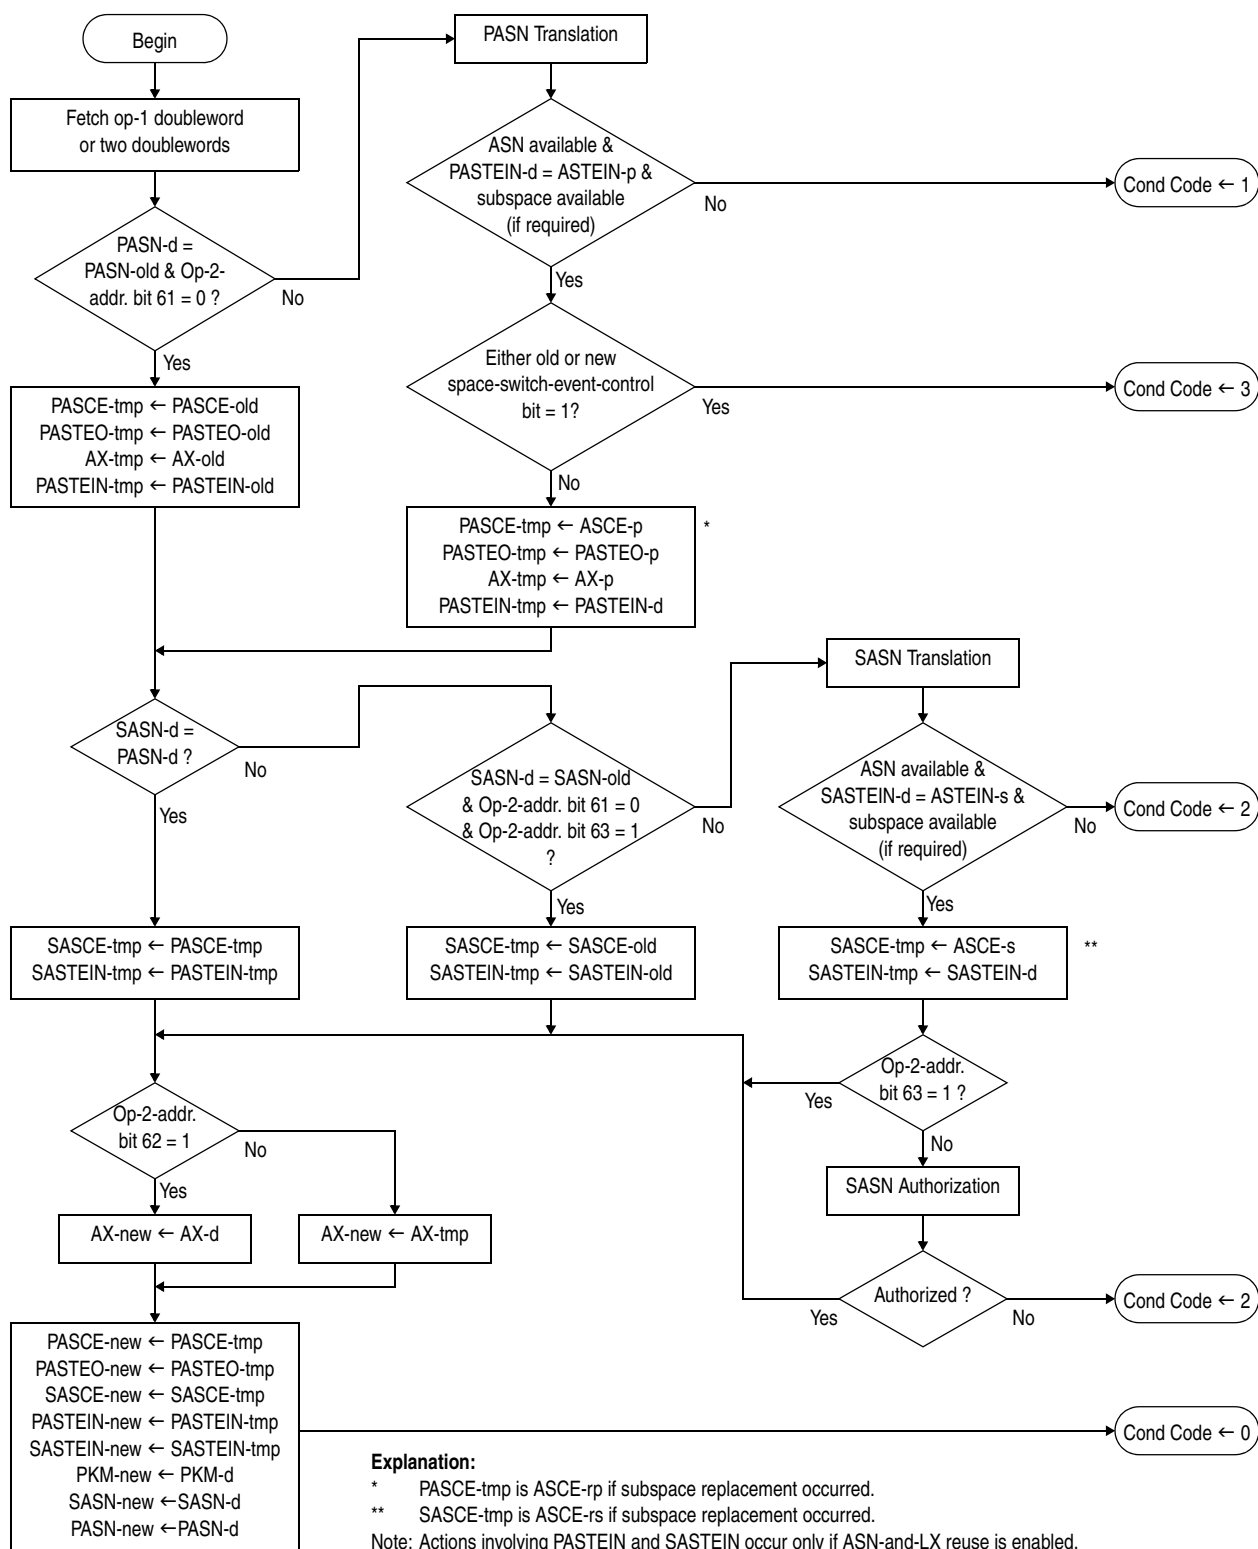 Begin
Fetch op-1 doubleword
or two doublewords
PASN-d =
PASN-old & Op-2-
addr. bit 61 = 0 ?
No
Yes
PASCE-tmp ← PASCE-old
PASTEO-tmp ← PASTEO-old
AX-tmp ← AX-old
PASTEIN-tmp ← PASTEIN-old
PASN Translation
ASN available &
PASTEIN-d = ASTEIN-p &
subspace available
(if required)
No
Cond Code ← 1
Yes
Either old or new
space-switch-event-control
bit = 1?
Yes
Cond Code ← 3
No
PASCE-tmp ← ASCE-p
PASTEO-tmp ← PASTEO-p
AX-tmp ← AX-p
PASTEIN-tmp ← PASTEIN-d
*
SASN-d =
PASN-d ?
No
Yes
SASN-d = SASN-old
& Op-2-addr. bit 61 = 0
& Op-2-addr. bit 63 = 1
?
No
Yes
SASN Translation
ASN available &
SASTEIN-d = ASTEIN-s &
subspace available
(if required)
No
Cond Code ← 2
Yes
SASCE-tmp ← PASCE-tmp
SASTEIN-tmp ← PASTEIN-tmp
SASCE-tmp ← SASCE-old
SASTEIN-tmp ← SASTEIN-old
SASCE-tmp ← ASCE-s
SASTEIN-tmp ← SASTEIN-d
**
Op-2-addr.
bit 63 = 1 ?
Yes
No
SASN Authorization
Authorized ?
Yes
No
Cond Code ← 2
Op-2-addr.
bit 62 = 1
No
Yes
AX-new ← AX-d
AX-new ← AX-tmp
PASCE-new ← PASCE-tmp
PASTEO-new ← PASTEO-tmp
SASCE-new ← SASCE-tmp
PASTEIN-new ← PASTEIN-tmp
SASTEIN-new ← SASTEIN-tmp
PKM-new ← PKM-d
SASN-new ←SASN-d
PASN-new ←PASN-d
Cond Code ← 0
Explanation:
* PASCE-tmp is ASCE-rp if subspace replacement occurred.
** SASCE-tmp is ASCE-rs if subspace replacement occurred.
Note: Actions involving PASTEIN and SASTEIN occur only if ASN-and-LX reuse is enabled.